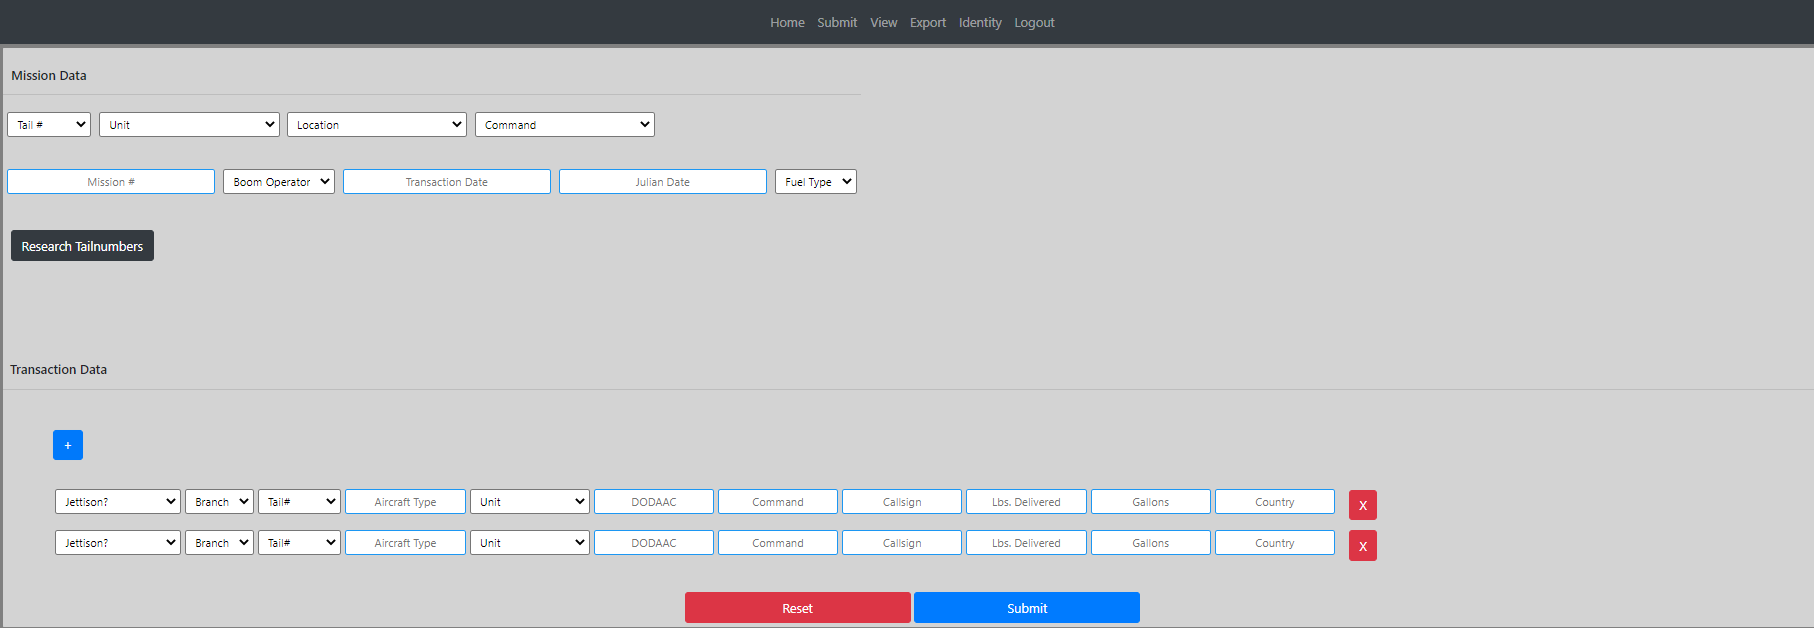 Home Submit View Export Identity Logout
Mission Data
Tail # Unit Location Command
Mission # Boom Operator Transaction Date Julian Date Fuel Type
Research Tailnumbers
Transaction Data
+
Jettison? Branch Tail# Aircraft Type Unit DODAAC Command Callsign Lbs. Delivered Gallons Country X
Jettison? Branch Tail# Aircraft Type Unit DODAAC Command Callsign Lbs. Delivered Gallons Country X
Reset Submit